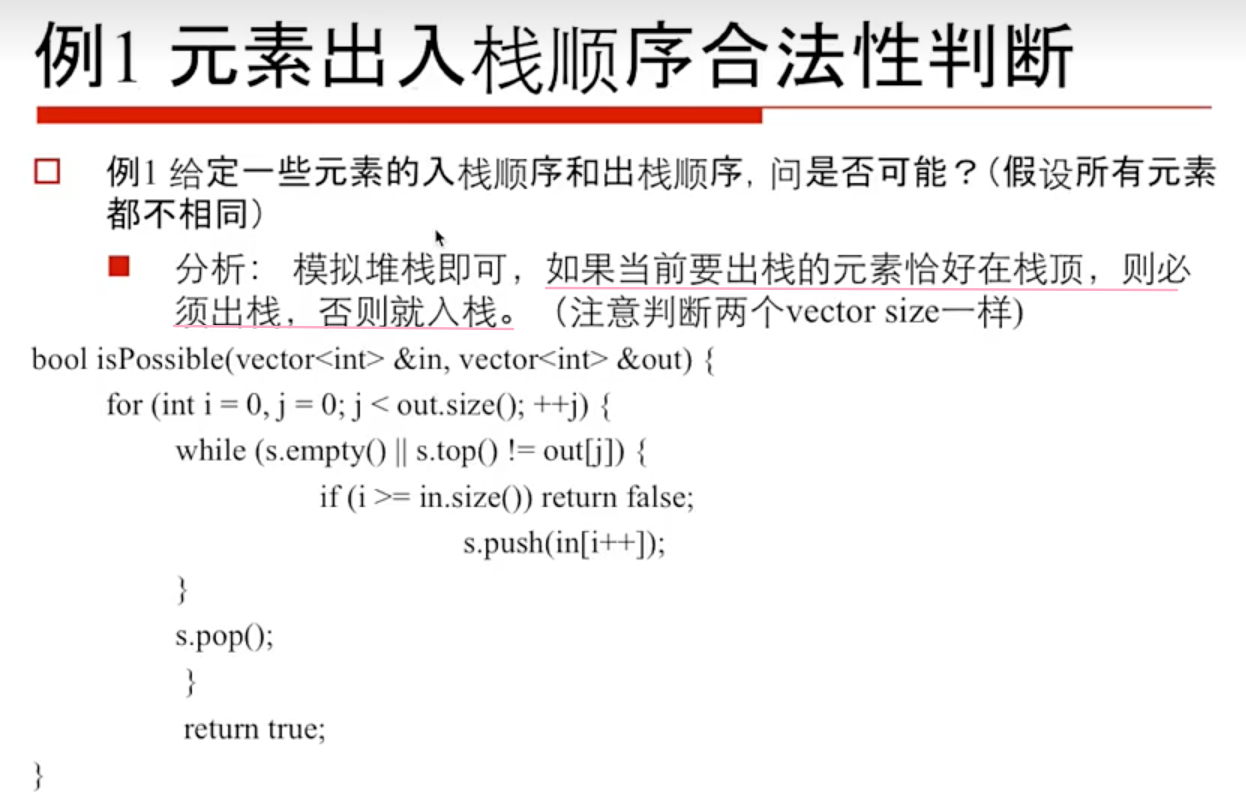 例1 元素出入栈顺序合法性判断
例1 给定一些元素的入栈顺序和出栈顺序, 问是否可能？(假设所有元素
都不相同)
分析： 模拟堆栈即可，如果当前要出栈的元素恰好在栈顶，则必
须出栈，否则就入栈。（注意判断两个vector size一样)
bool isPossible(vector<int> &in, vector<int> &out) {
for (int i = 0, j = 0; j < out.size(); ++j) {
while (s.empty() || s.top() != out[j]) {
if (i >= in.size()) return false;
s.push(in[i++]);
}
s.pop();
}
return true;
}